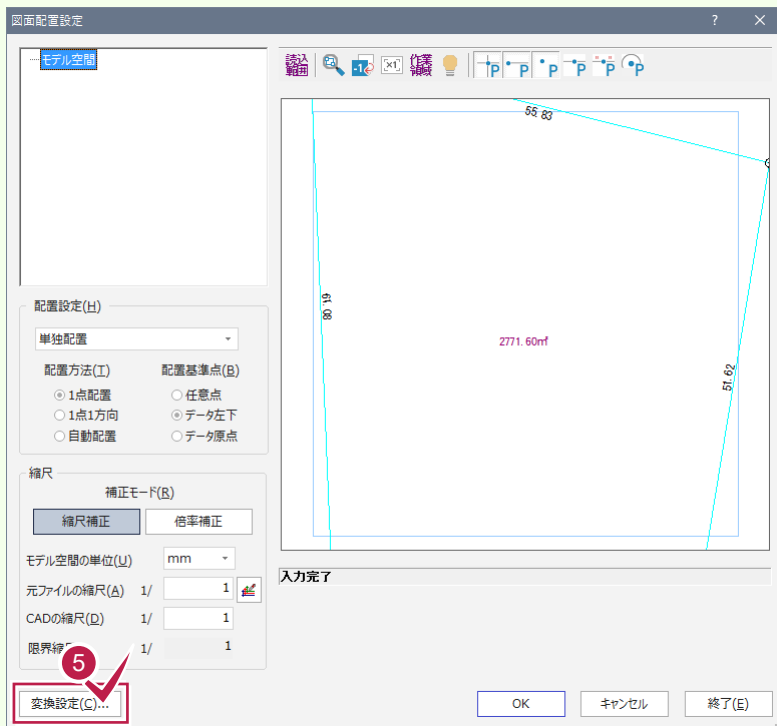 図面配置設定
モデル空間
読込範囲
-1
×1
作業領域
P P P P P P
55.83
80.19
2771.60㎡
51.62
配置設定(H)
単独配置
配置方法(T) 配置基準点(B)
1点配置 任意点
1点1方向 データ左下
自動配置 データ原点
縮尺
補正モード(R)
縮尺補正 倍率補正
モデル空間の単位(U) mm
元ファイルの縮尺(A) 1/ 1
CADの縮尺(D) 1/ 1
限界縮 1/ 1
入力完了
5
変換設定(C)... OK キャンセル 終了(E)